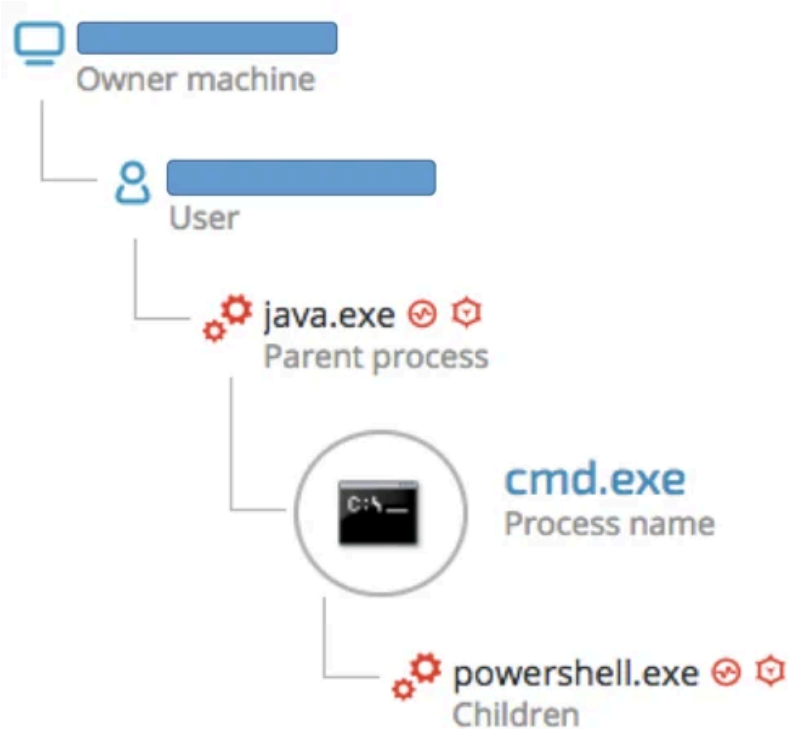 Owner machine
User
java.exe
Parent process
C:\
cmd.exe
Process name
powershell.exe
Children